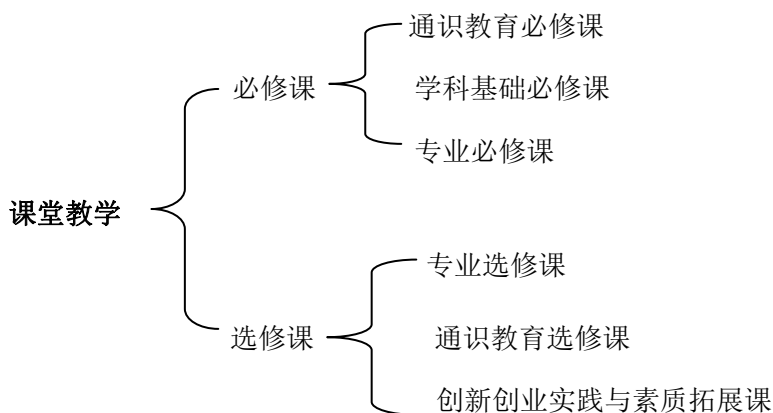 通识教育必修课
必修课
学科基础必修课
专业必修课
课堂教学
专业选修课
选修课
通识教育选修课
创新创业实践与素质拓展课